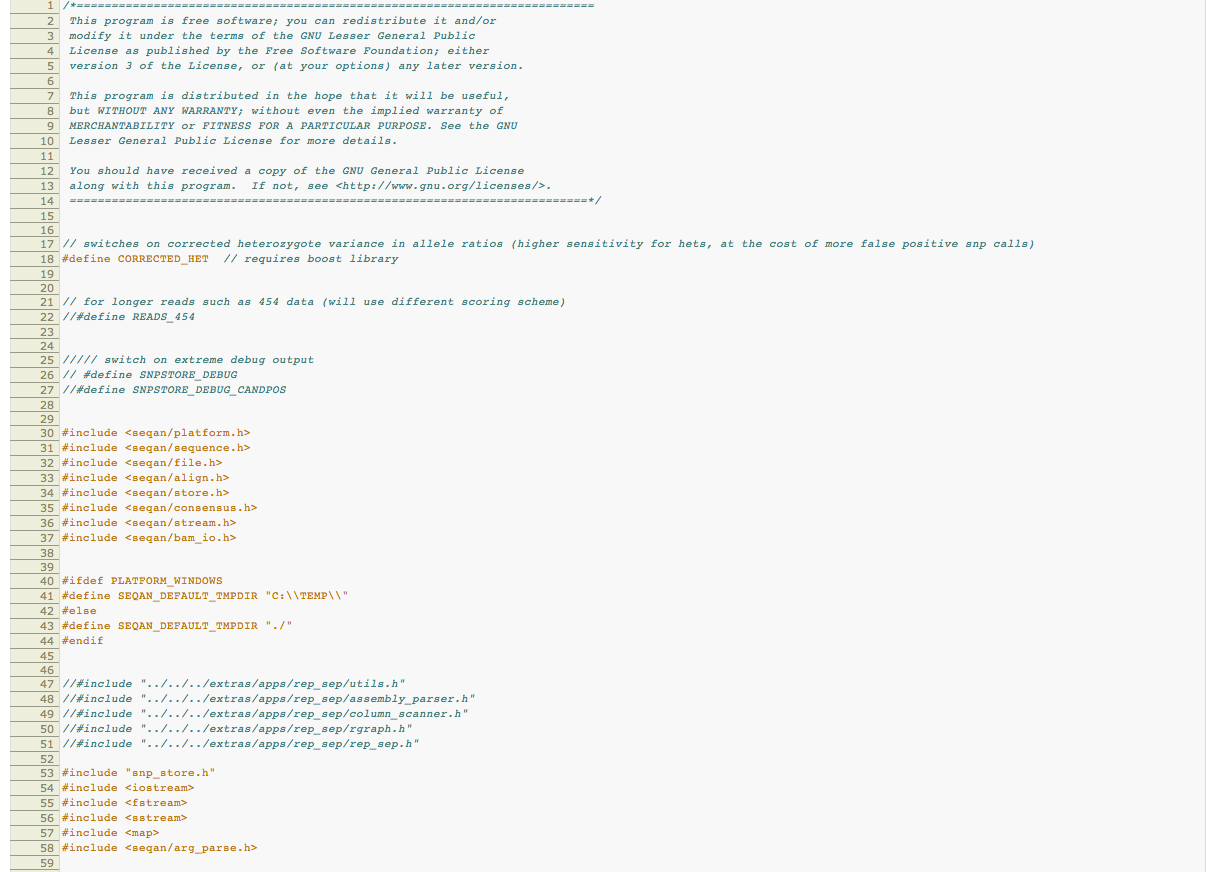 1 /*==========================================================================
2 This program is free software; you can redistribute it and/or
3 modify it under the terms of the GNU Lesser General Public
4 License as published by the Free Software Foundation; either
5 version 3 of the License, or (at your options) any later version.
6
7 This program is distributed in the hope that it will be useful,
8 but WITHOUT ANY WARRANTY; without even the implied warranty of
9 MERCHANTABILITY or FITNESS FOR A PARTICULAR PURPOSE. See the GNU
10 Lesser General Public License for more details.
11
12 You should have received a copy of the GNU General Public License
13 along with this program.  If not, see <http://www.gnu.org/licenses/>.
14 ==========================================================================*/
15
16
17 // switches on corrected heterozygote variance in allele ratios (higher sensitivity for hets, at the cost of more false positive snp calls)
18 #define CORRECTED_HET  // requires boost library
19
20
21 // for longer reads such as 454 data (will use different scoring scheme)
22 //#define READS_454
23
24
25 ///// switch on extreme debug output
26 // #define SNPSTORE_DEBUG
27 //#define SNPSTORE_DEBUG_CANDPOS
28
29
30 #include <seqan/platform.h>
31 #include <seqan/sequence.h>
32 #include <seqan/file.h>
33 #include <seqan/align.h>
34 #include <seqan/store.h>
35 #include <seqan/consensus.h>
36 #include <seqan/stream.h>
37 #include <seqan/bam_io.h>
38
39
40 #ifdef PLATFORM_WINDOWS
41 #define SEQAN_DEFAULT_TMPDIR "C:\\TEMP\\"
42 #else
43 #define SEQAN_DEFAULT_TMPDIR "./"
44 #endif
45
46
47 //#include "../../../extras/apps/rep_sep/utils.h"
48 //#include "../../../extras/apps/rep_sep/assembly_parser.h"
49 //#include "../../../extras/apps/rep_sep/column_scanner.h"
50 //#include "../../../extras/apps/rep_sep/rgraph.h"
51 //#include "../../../extras/apps/rep_sep/rep_sep.h"
52
53 #include "snp_store.h"
54 #include <iostream>
55 #include <fstream>
56 #include <sstream>
57 #include <map>
58 #include <seqan/arg_parse.h>
59